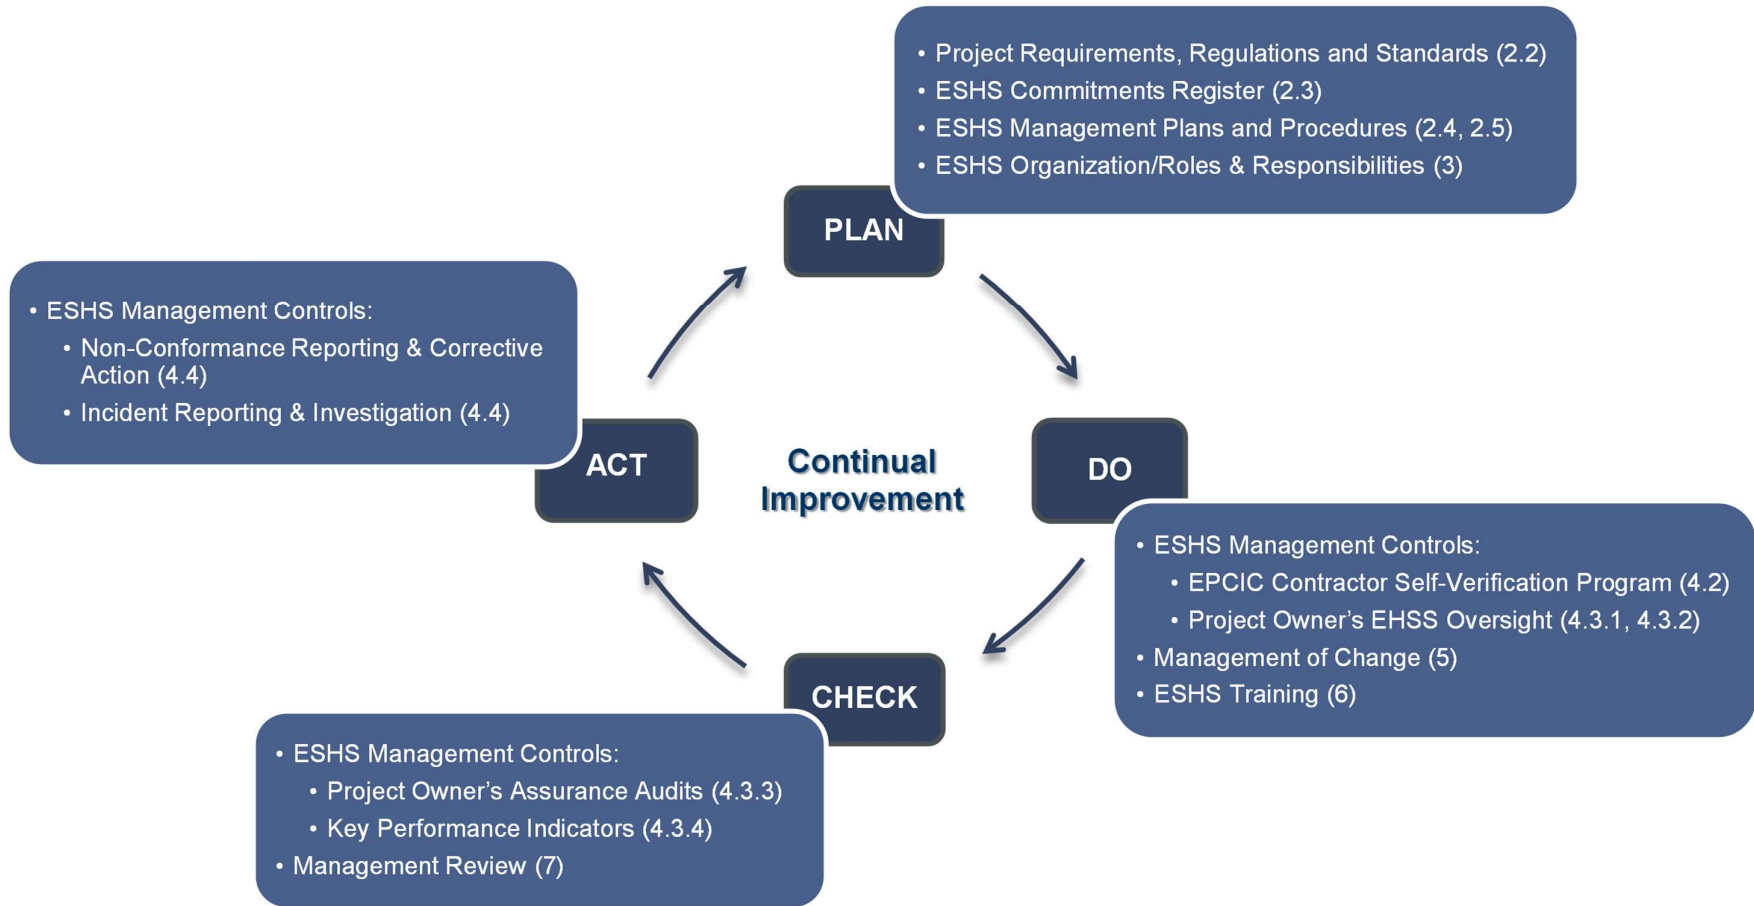 • Project Requirements, Regulations and Standards (2.2)
• ESHS Commitments Register (2.3)
• ESHS Management Plans and Procedures (2.4, 2.5)
• ESHS Organization/Roles & Responsibilities (3)
PLAN
• ESHS Management Controls:
• Non-Conformance Reporting & Corrective
Action (4.4)
• Incident Reporting & Investigation (4.4)
ACT
Continual
Improvement
DO
• ESHS Management Controls:
• EPCIC Contractor Self-Verification Program (4.2)
• Project Owner’s EHSS Oversight (4.3.1, 4.3.2)
• Management of Change (5)
• ESHS Training (6)
CHECK
• ESHS Management Controls:
• Project Owner’s Assurance Audits (4.3.3)
• Key Performance Indicators (4.3.4)
• Management Review (7)